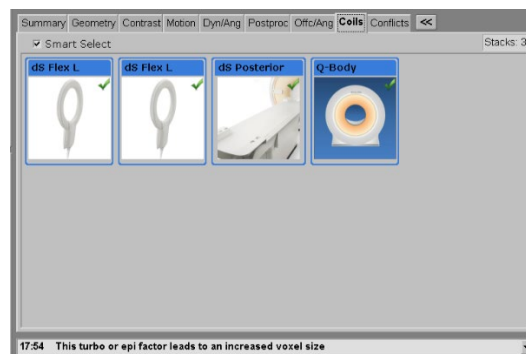 Summary Geometry Contrast Motion Dyn/Ang Postproc Offc/Ang Coils Conflicts <<
Smart Select Stacks: 3
dS Flex L dS Flex L dS Posterior Q-Body
17:54 This turbo or epi factor leads to an increased voxel size